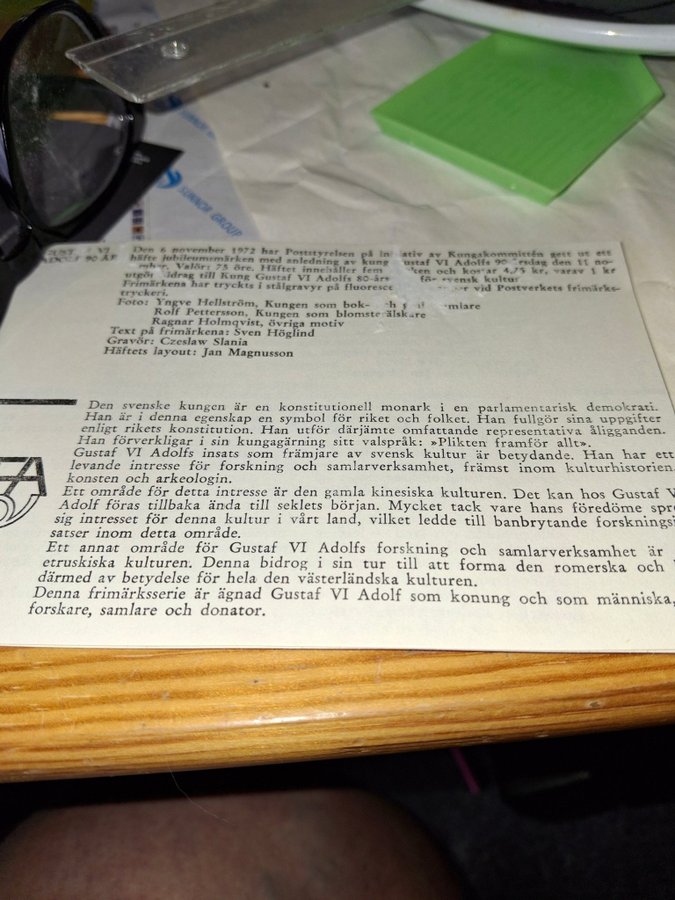 SUNNOP GROUP
GUSTAF VI
ADOLF 90 ÅR
Den 6 november 1972 har Poststyrelsen på initiativ av Kungakommittén gett ut ett
häfte jubileumsmärken med anledning av kung Gustaf VI Adolfs 90-årsdag den 11 no-
vember. Valör: 75 öre. Häftet innehåller fem märken och kostar 4,75 kr, varav 1 kr
utgör bidrag till Kung Gustaf VI Adolfs 80-års för svensk kultur
Frimärkena har tryckts i stålgravyr på fluoresc vid Postverkets frimärks-
tryckeri.
Foto: Yngve Hellström, Kungen som bok- och
Rolf Pettersson, Kungen som blomsterälskare
Ragnar Holmqvist, övriga motiv
Text på frimärkena: Sven Höglind
Gravör: Czeslaw Slania
Häftets layout: Jan Magnusson
Den svenske kungen är en konstitutionell monark i en parlamentarisk demokrati.
Han är i denna egenskap en symbol för riket och folket. Han fullgör sina uppgifter
enligt rikets konstitution. Han utför därjämte omfattande representativa åligganden.
Han förverkligar i sin kungagärning sitt valspråk: »Plikten framför allt».
Gustaf VI Adolfs insats som främjare av svensk kultur är betydande. Han har ett
levande intresse för forskning och samlarverksamhet, främst inom kulturhistorien,
konsten och arkeologin.
Ett område för detta intresse är den gamla kinesiska kulturen. Det kan hos Gustaf V
Adolf föras tillbaka ända till seklets början. Mycket tack vare hans föredöme spre
sig intresset för denna kultur i vårt land, vilket ledde till banbrytande forsknings
satser inom detta område.
Ett annat område för Gustaf VI Adolfs forskning och samlarverksamhet är
etruskiska kulturen. Denna bidrog i sin tur till att forma den romerska och
därmed av betydelse för hela den västerländska kulturen.
Denna frimärksserie är ägnad Gustaf VI Adolf som konung och som människa,
forskare, samlare och donator.